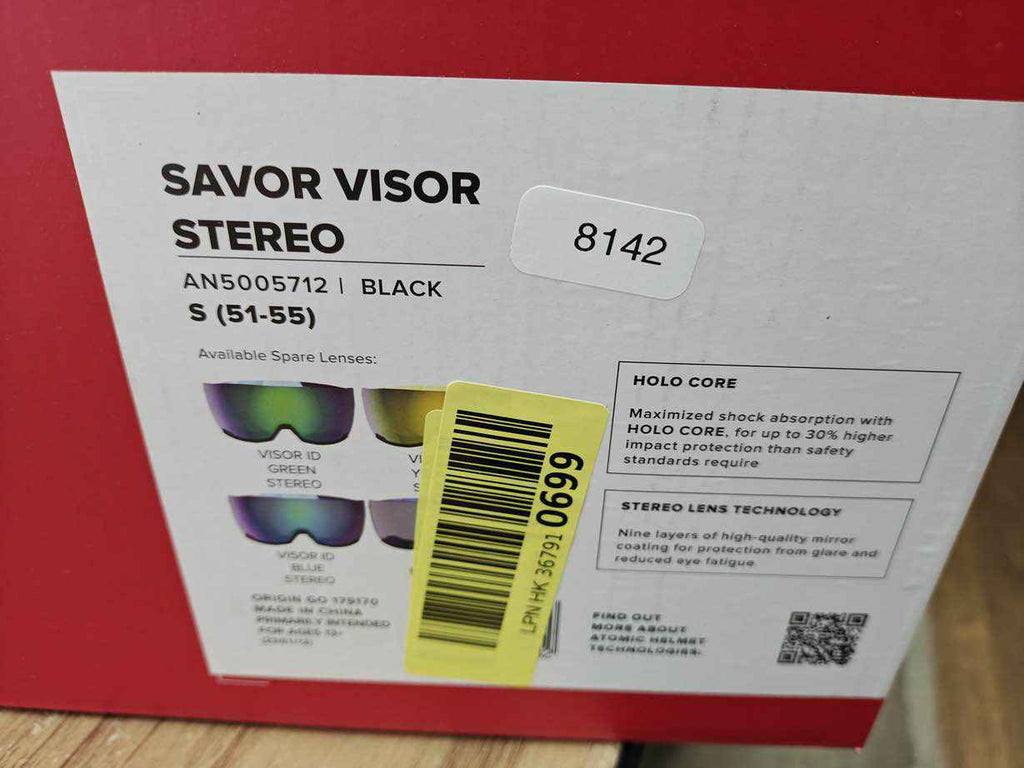 SAVOR VISOR
STEREO
AN5005712 | BLACK
S (51-55)
8142
Available Spare Lenses:
VISOR ID
GREEN
STEREO
VISOR ID
BLUE
STEREO
ORIGIN GO 175170
MADE IN CHINA
PRIMARILY INTENDED
FOR AGES 12+
LPN HK 36791 0699
HOLO CORE
Maximized shock absorption with
HOLO CORE, for up to 30% higher
impact protection than safety
standards require
STEREO LENS TECHNOLOGY
Nine layers of high-quality mirror
coating for protection from glare and
reduced eye fatigue
FIND OUT
MORE ABOUT
ATOMIC HELMET
TECHNOLOGIES.